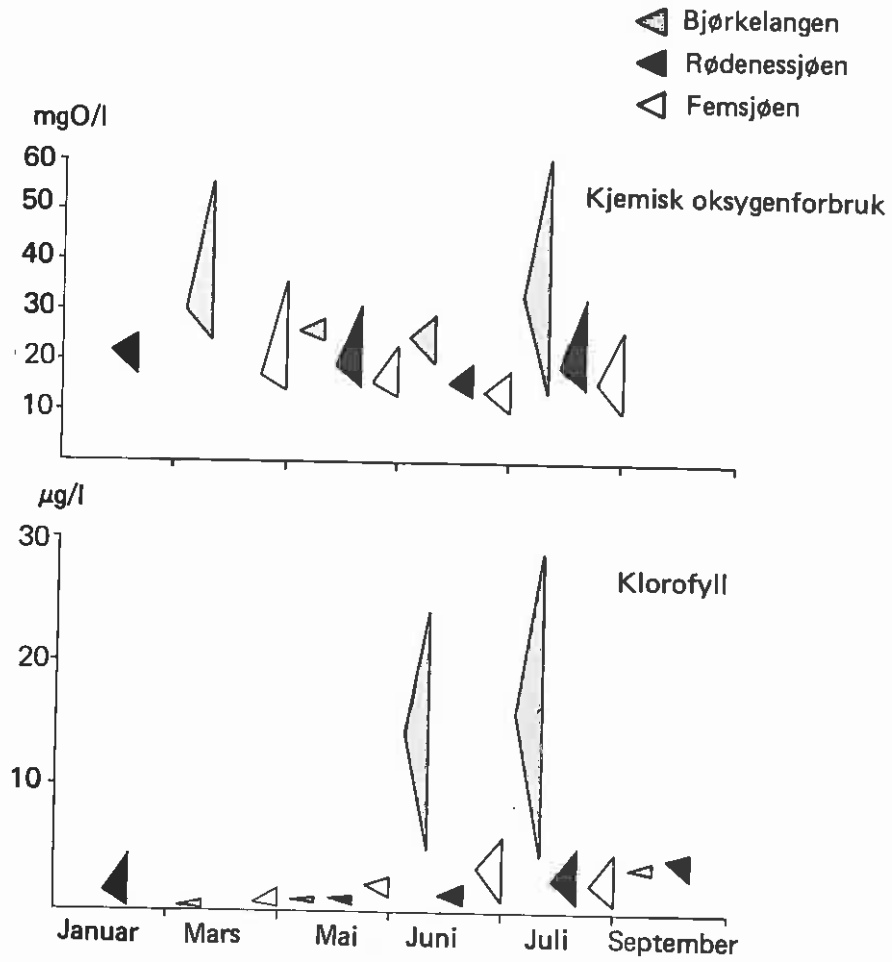 Bjørkelangen
Rødenessjøen
Femsjøen
mgO/l
60
50
40
30
20
10
Kjemisk oksygenforbruk
µg/l
30
20
10
Klorofyll
Januar Mars Mai Juni Juli September